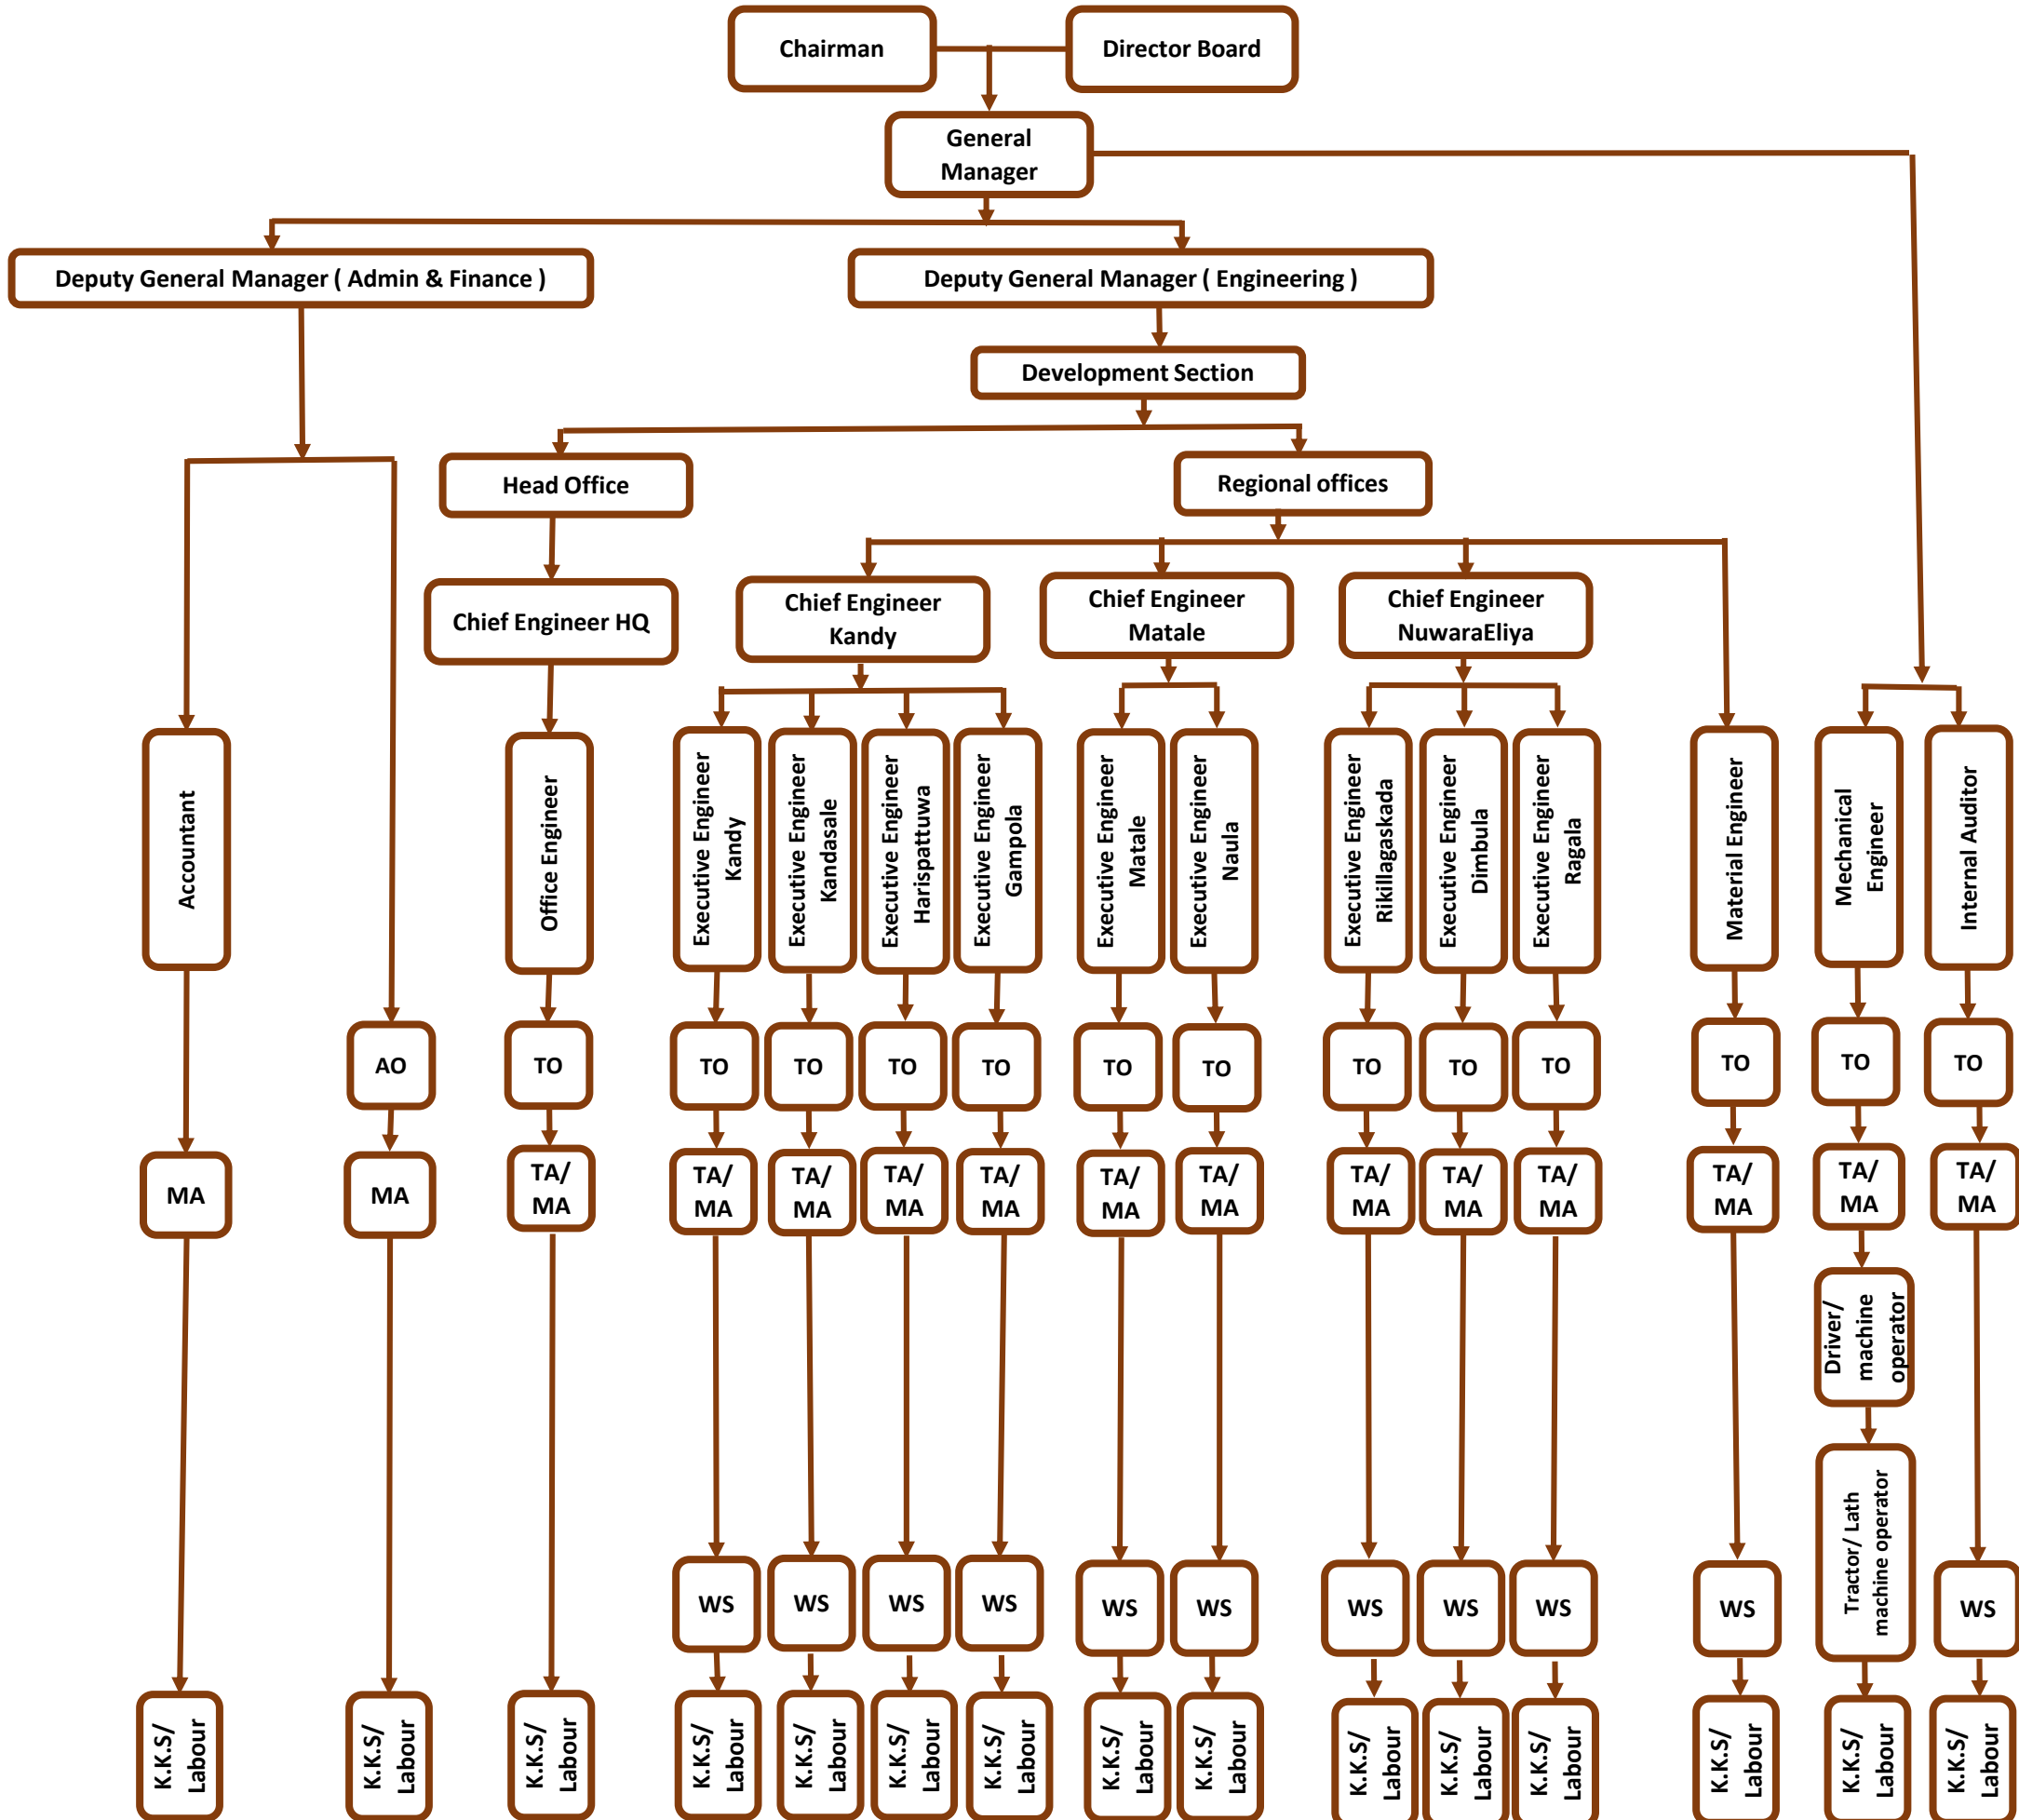 Chairman
Director Board
General
Manager
Deputy General Manager ( Admin & Finance )
Deputy General Manager ( Engineering )
Development Section
Head Office
Regional offices
Chief Engineer HQ
Chief Engineer
Kandy
Chief Engineer
Matale
Chief Engineer
NuwaraEliya
Accountant
Office Engineer
Executive Engineer
Kandy
Executive Engineer
Kandasale
Executive Engineer
Harispattuwa
Executive Engineer
Gampola
Executive Engineer
Matale
Executive Engineer
Naula
Executive Engineer
Rikillagaskada
Executive Engineer
Dimbula
Executive Engineer
Ragala
Material Engineer
Mechanical
Engineer
Internal Auditor
AO
TO
TO
TO
TO
TO
TO
TO
TO
TO
TO
TO
TO
TO
MA
MA
TA/
MA
TA/
MA
TA/
MA
TA/
MA
TA/
MA
TA/
MA
TA/
MA
TA/
MA
TA/
MA
TA/
MA
TA/
MA
TA/
MA
TA/
MA
Driver/
machine
operator
Tractor/ Lath
machine operator
WS
WS
WS
WS
WS
WS
WS
WS
WS
WS
WS
K.K.S/
Labour
K.K.S/
Labour
K.K.S/
Labour
K.K.S/
Labour
K.K.S/
Labour
K.K.S/
Labour
K.K.S/
Labour
K.K.S/
Labour
K.K.S/
Labour
K.K.S/
Labour
K.K.S/
Labour
K.K.S/
Labour
K.K.S/
Labour
K.K.S/
Labour
K.K.S/
Labour